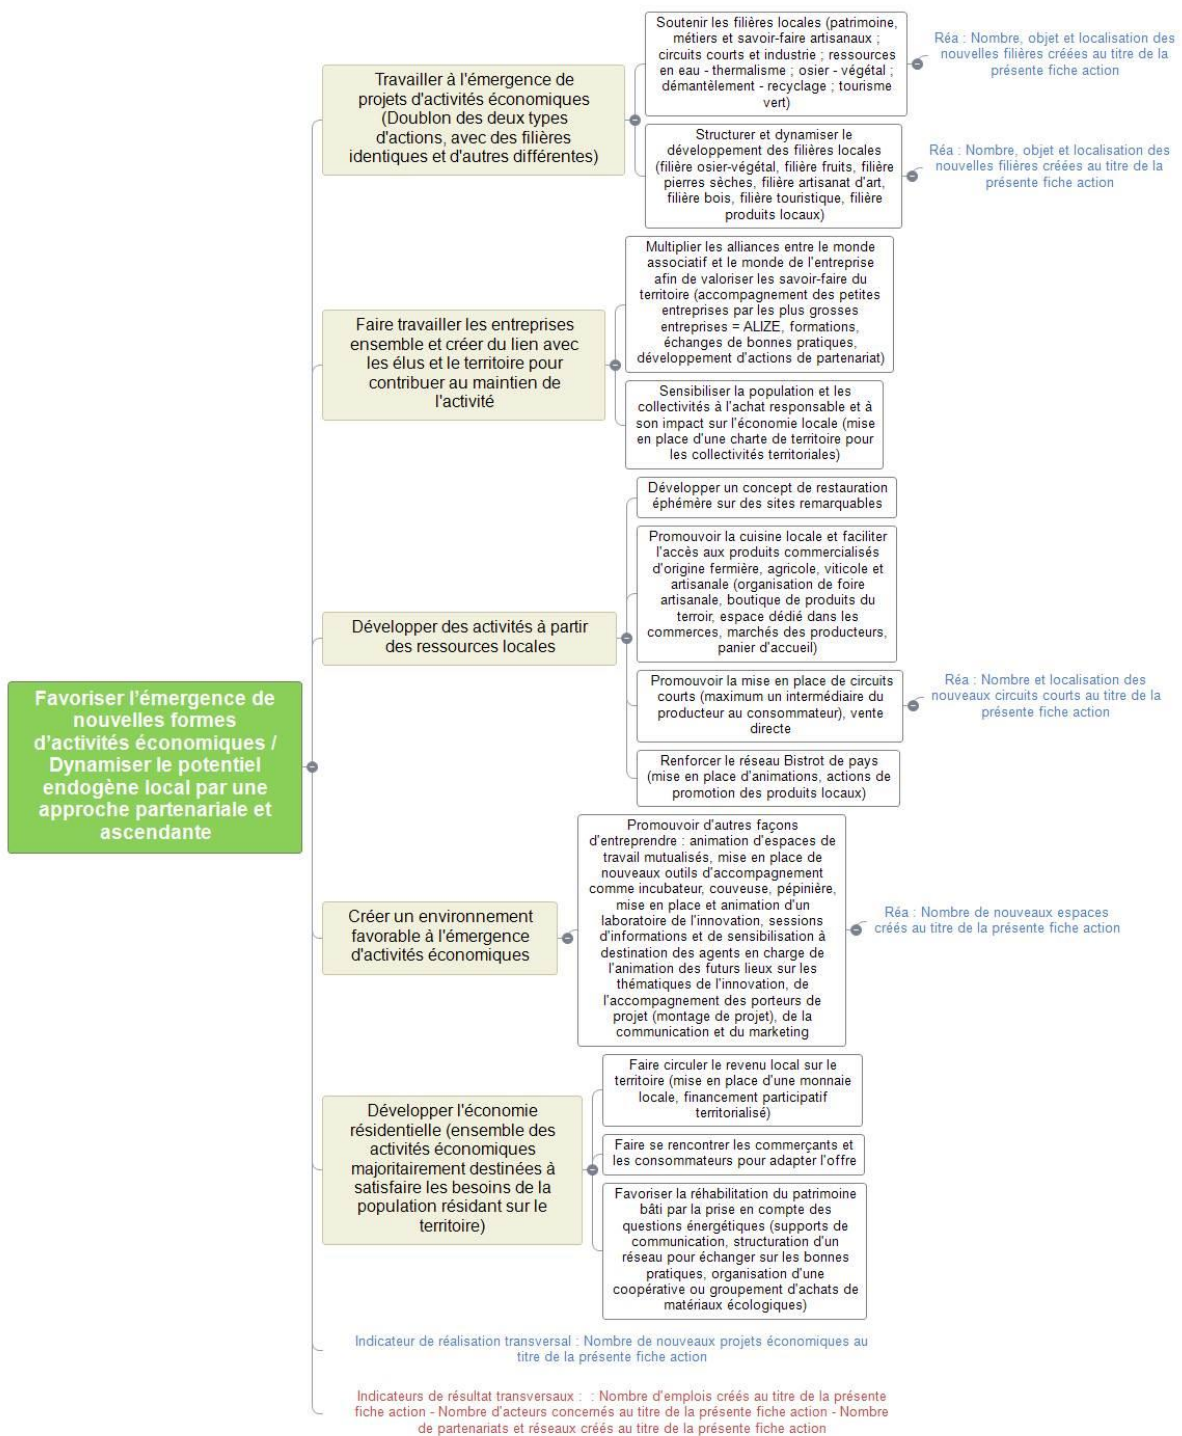 Favoriser l'émergence de
nouvelles formes
d'activités économiques /
Dynamiser le potentiel
endogène local par une
approche partenariale et
ascendante
Travailler à l'émergence de
projets d'activités économiques
(Doublon des deux types
d'actions, avec des filières
identiques et d'autres différentes)
Soutenir les filières locales (patrimoine,
métiers et savoir-faire artisanaux ;
circuits courts et industrie ; ressources
en eau - thermalisme ; osier - végétal ;
démantèlement - recyclage ; tourisme
vert)
Réa : Nombre, objet et localisation des
nouvelles filières créées au titre de la
présente fiche action
Structurer et dynamiser le
développement des filières locales
(filière osier-végétal, filière fruits, filière
pierres sèches, filière artisanat d'art,
filière bois, filière touristique, filière
produits locaux)
Réa : Nombre, objet et localisation des
nouvelles filières créées au titre de la
présente fiche action
Faire travailler les entreprises
ensemble et créer du lien avec
les élus et le territoire pour
contribuer au maintien de
l'activité
Multiplier les alliances entre le monde
associatif et le monde de l'entreprise
afin de valoriser les savoir-faire du
territoire (accompagnement des petites
entreprises par les plus grosses
entreprises = ALIZE, formations,
échanges de bonnes pratiques,
développement d'actions de partenariat)
Sensibiliser la population et les
collectivités à l'achat responsable et à
son impact sur l'économie locale (mise
en place d'une charte de territoire pour
les collectivités territoriales)
Développer des activités à partir
des ressources locales
Développer un concept de restauration
éphémère sur des sites remarquables
Promouvoir la cuisine locale et faciliter
l'accès aux produits commercialisés
d'origine fermière, agricole, viticole et
artisanale (organisation de foire
artisanale, boutique de produits du
terroir, espace dédié dans les
commerces, marchés des producteurs,
panier d'accueil)
Promouvoir la mise en place de circuits
courts (maximum un intermédiaire du
producteur au consommateur), vente
directe
Réa : Nombre et localisation des
nouveaux circuits courts au titre de la
présente fiche action
Renforcer le réseau Bistrot de pays
(mise en place d'animations, actions de
promotion des produits locaux)
Créer un environnement
favorable à l'émergence
d'activités économiques
Promouvoir d'autres façons
d'entreprendre : animation d'espaces de
travail mutualisés, mise en place de
nouveaux outils d'accompagnement
comme incubateur, couveuse, pépinière,
mise en place et animation d'un
laboratoire de l'innovation, sessions
d'informations et de sensibilisation à
destination des agents en charge de
l'animation des futurs lieux sur les
thématiques de l'innovation, de
l'accompagnement des porteurs de
projet (montage de projet), de la
communication et du marketing
Réa : Nombre de nouveaux espaces
créés au titre de la présente fiche action
Développer l'économie
résidentielle (ensemble des
activités économiques
majoritairement destinées à
satisfaire les besoins de la
population résidant sur le
territoire)
Faire circuler le revenu local sur le
territoire (mise en place d'une monnaie
locale, financement participatif
territorialisé)
Faire se rencontrer les commerçants et
les consommateurs pour adapter l'offre
Favoriser la réhabilitation du patrimoine
bâti par la prise en compte des
questions énergétiques (supports de
communication, structuration d'un
réseau pour échanger sur les bonnes
pratiques, organisation d'une
coopérative ou groupement d'achats de
matériaux écologiques)
Indicateur de réalisation transversal : Nombre de nouveaux projets économiques au
titre de la présente fiche action
Indicateurs de résultat transversaux :  : Nombre d'emplois créés au titre de la présente
fiche action - Nombre d'acteurs concernés au titre de la présente fiche action - Nombre
de partenariats et réseaux créés au titre de la présente fiche action